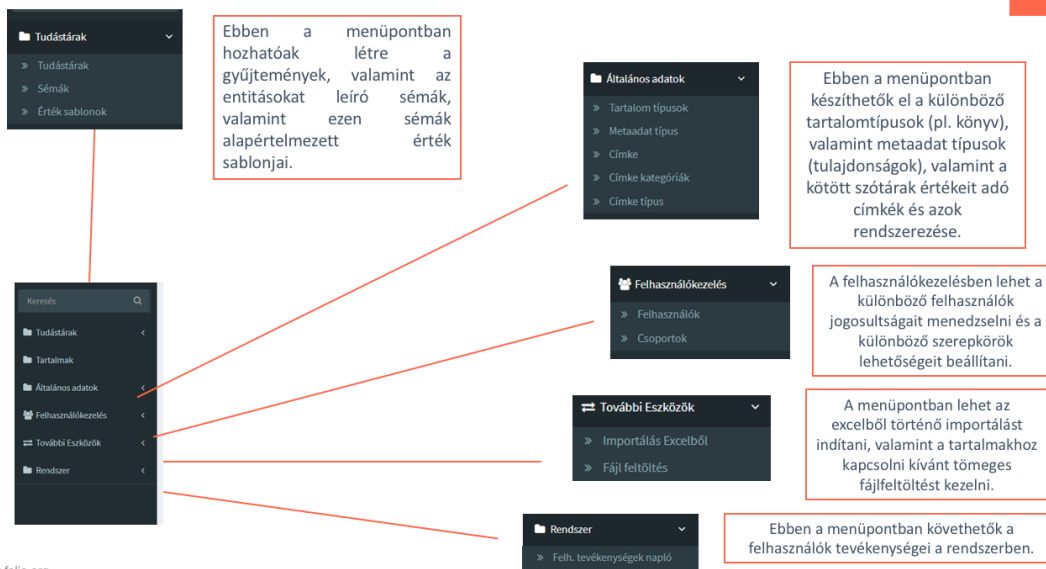 Tudástárak
Tudástárak
Sémák
Érték sablonok
Ebben a menüpontban
hozhatóak létre a
gyűjtemények, valamint az
entitásokat leíró sémák,
valamint ezen sémák
alapértelmezett érték
sablonjai.
Általános adatok
Tartalom típusok
Metaadat típus
Címke
Címke kategóriák
Címke típus
Ebben a menüpontban
készíthetők el a különböző
tartalomtípusok (pl. könyv),
valamint metaadat típusok
(tulajdonságok), valamint a
kötött szótárak értékeit adó
címkék és azok
rendszerezése.
Keresés
Tudástárak
Tartalmak
Általános adatok
Felhasználókezelés
További Eszközök
Rendszer
Felhasználókezelés
Felhasználók
Csoportok
A felhasználókezelésben lehet a
különböző felhasználók
jogosultságait menedzselni és a
különböző szerepkörök
lehetőségeit beállítani.
További Eszközök
Importálás Excelből
Fájl feltöltés
A menüpontban lehet az
excelből történő importálást
indítani, valamint a tartalmakhoz
kapcsolni kívánt tömeges
fájlfeltöltést kezelni.
Rendszer
Felh. tevékenységek napló
Ebben a menüpontban követhetők a
felhasználók tevékenységei a rendszerben.